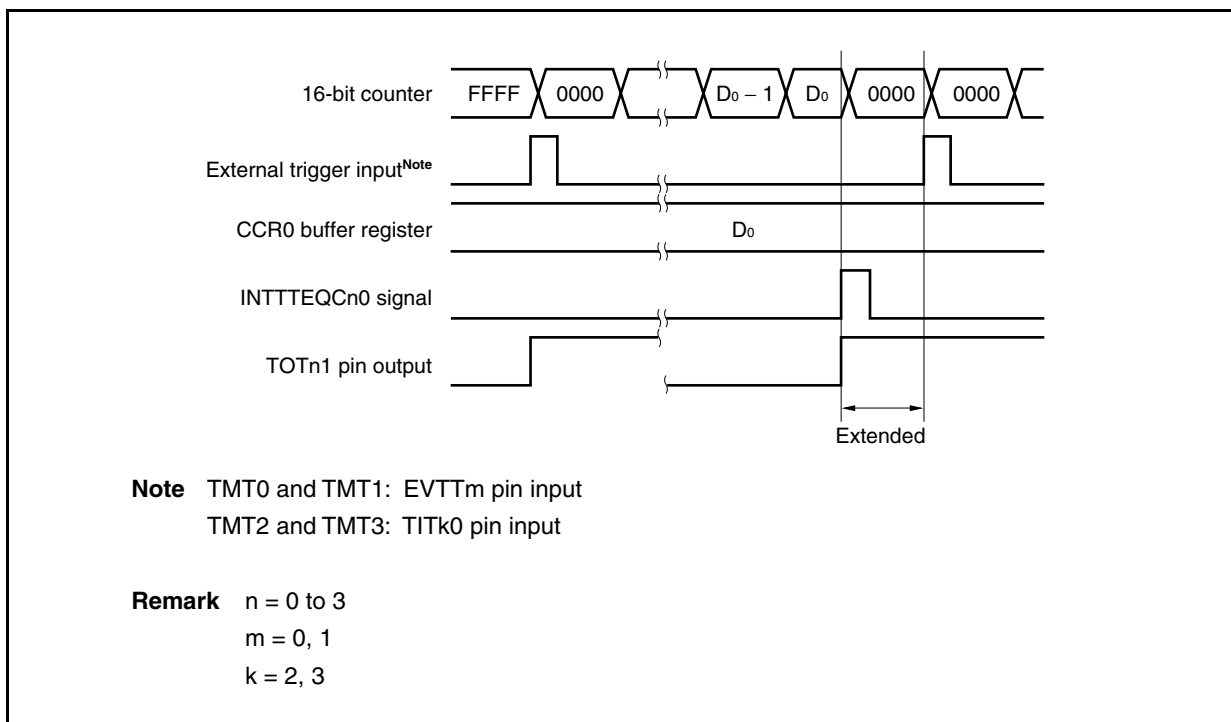 16-bit counter FFFF 0000 D0 − 1 D0 0000 0000
External trigger inputNote
CCR0 buffer register D0
INTTTEQCn0 signal
TOTn1 pin output
Extended
Note TMT0 and TMT1: EVTTm pin input
TMT2 and TMT3: TITk0 pin input
Remark n = 0 to 3
m = 0, 1
k = 2, 3